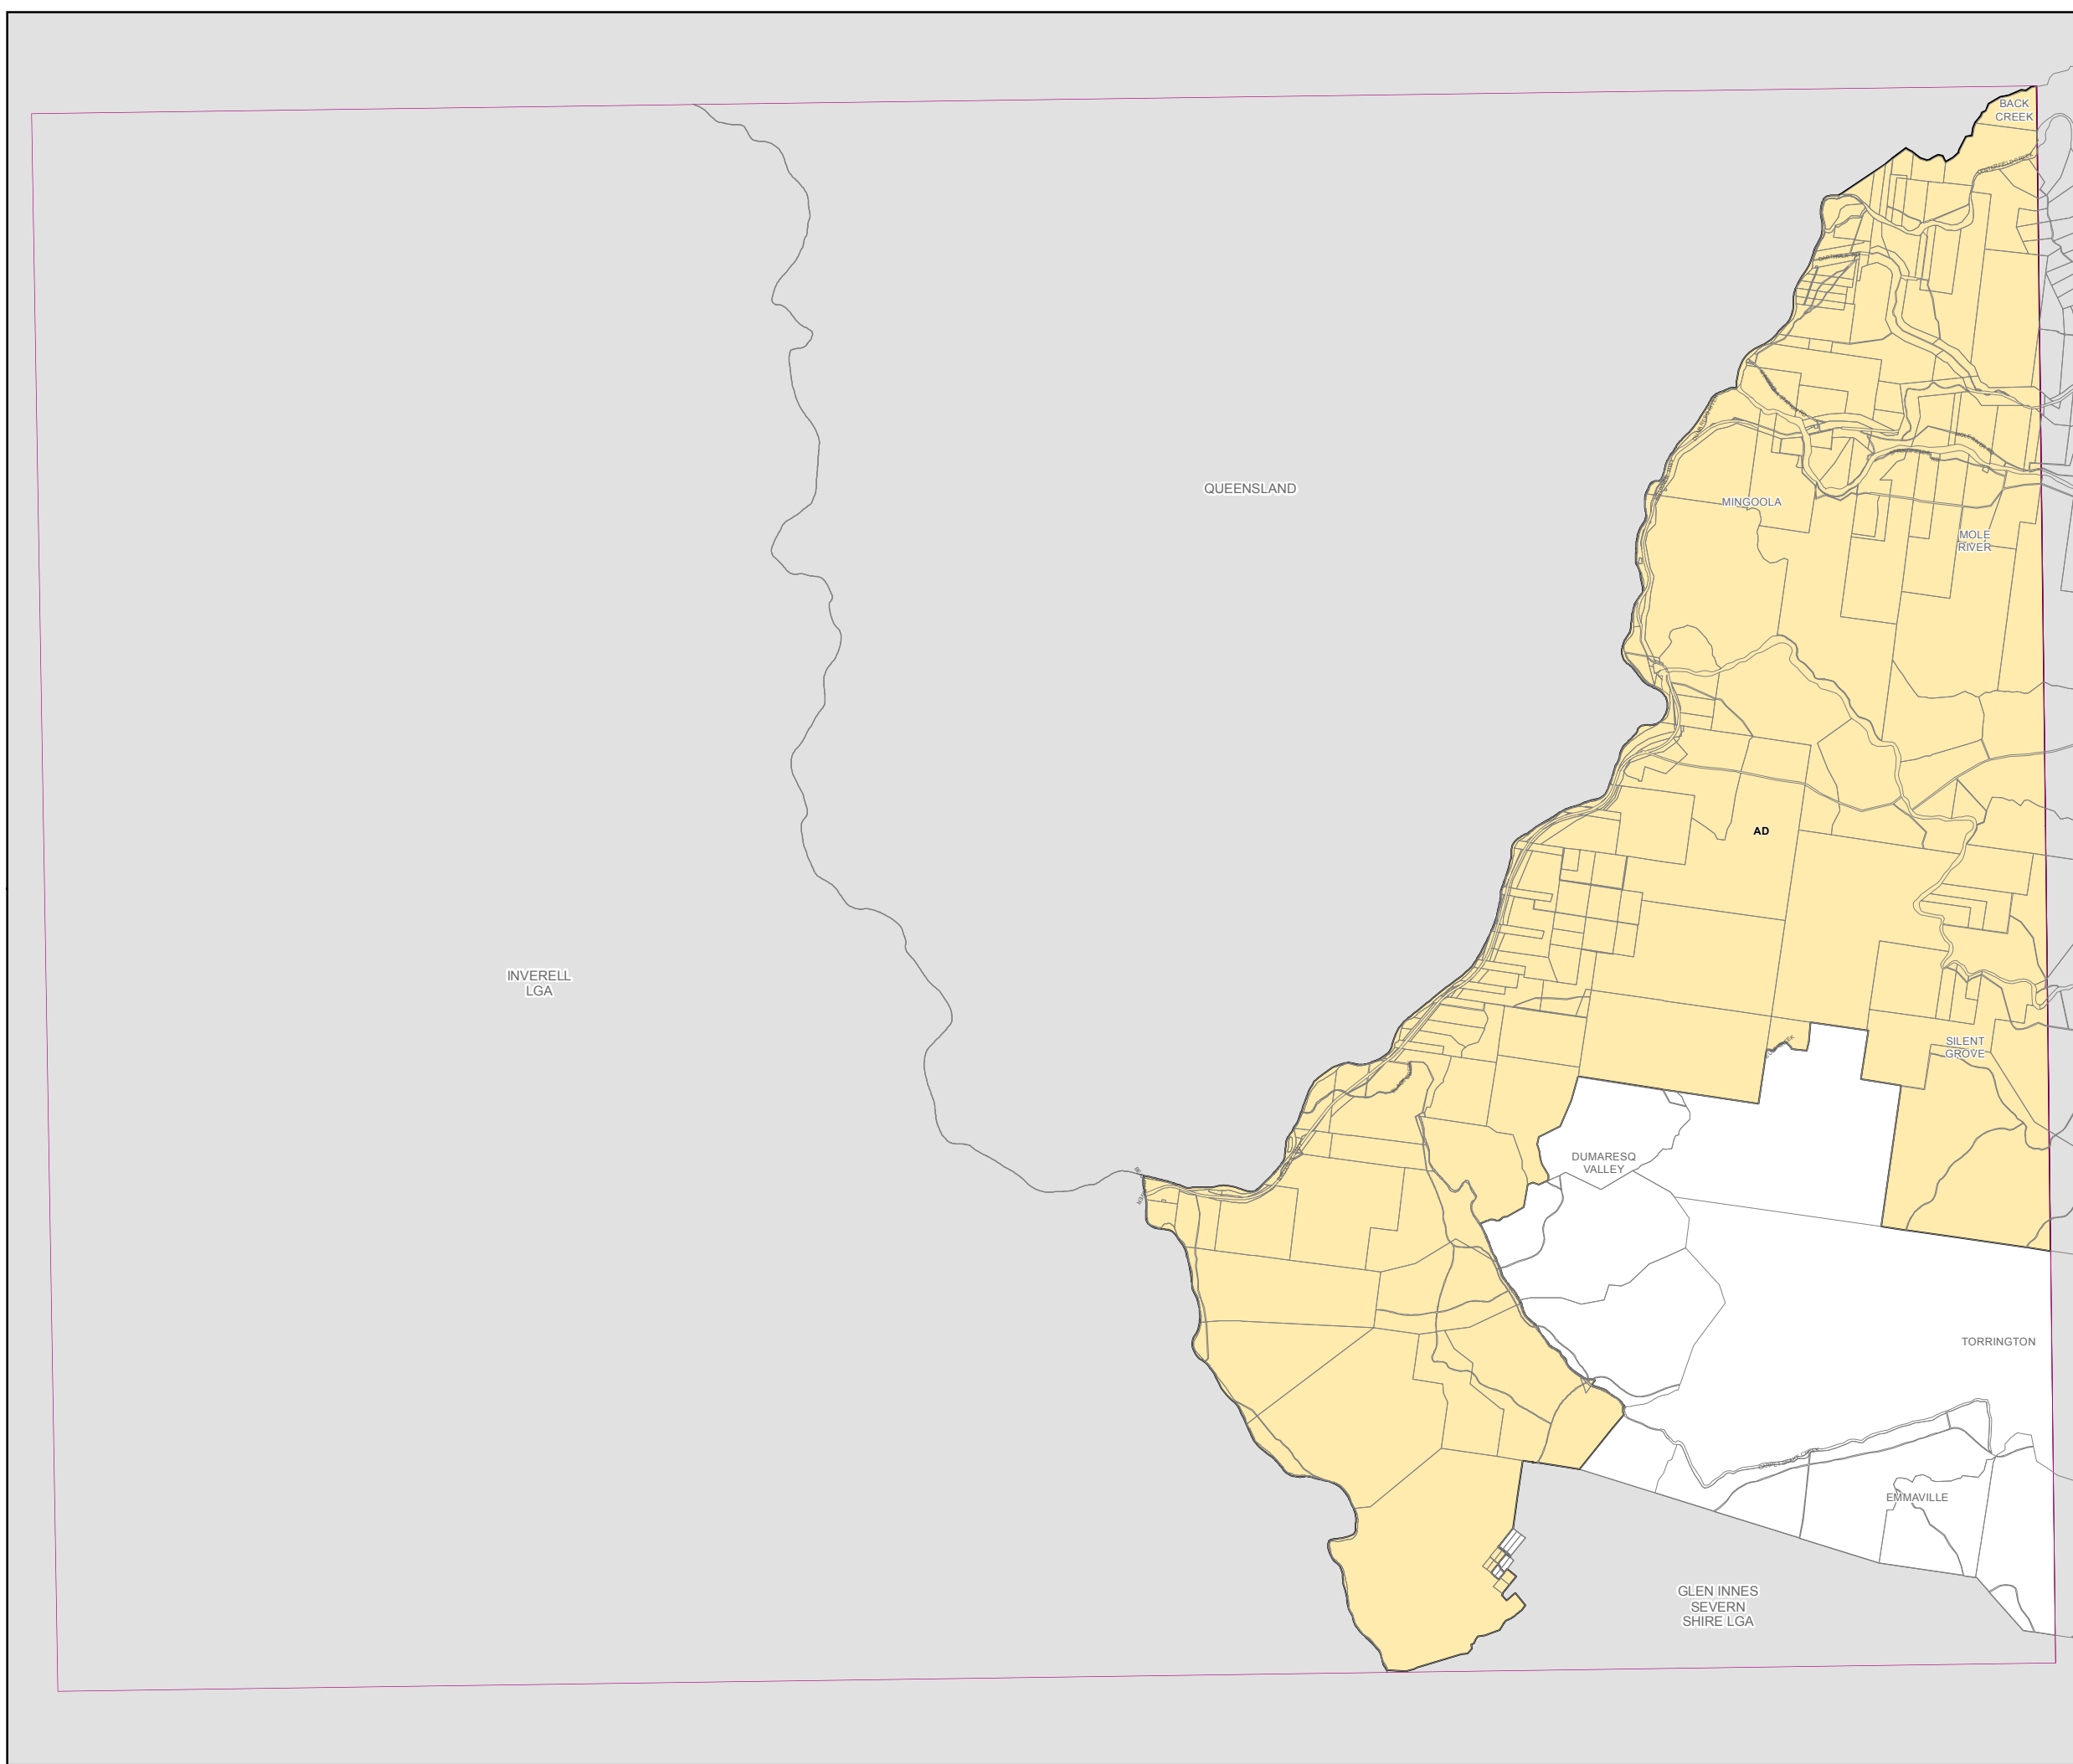 BACK
CREEK
QUEENSLAND
MINGOOLA
MOLE
RIVER
AD
INVERELL
LGA
SILENT
GROVE
DUMARESQ
VALLEY
TORRINGTON
EMMAVILLE
GLEN INNES
SEVERN
SHIRE LGA